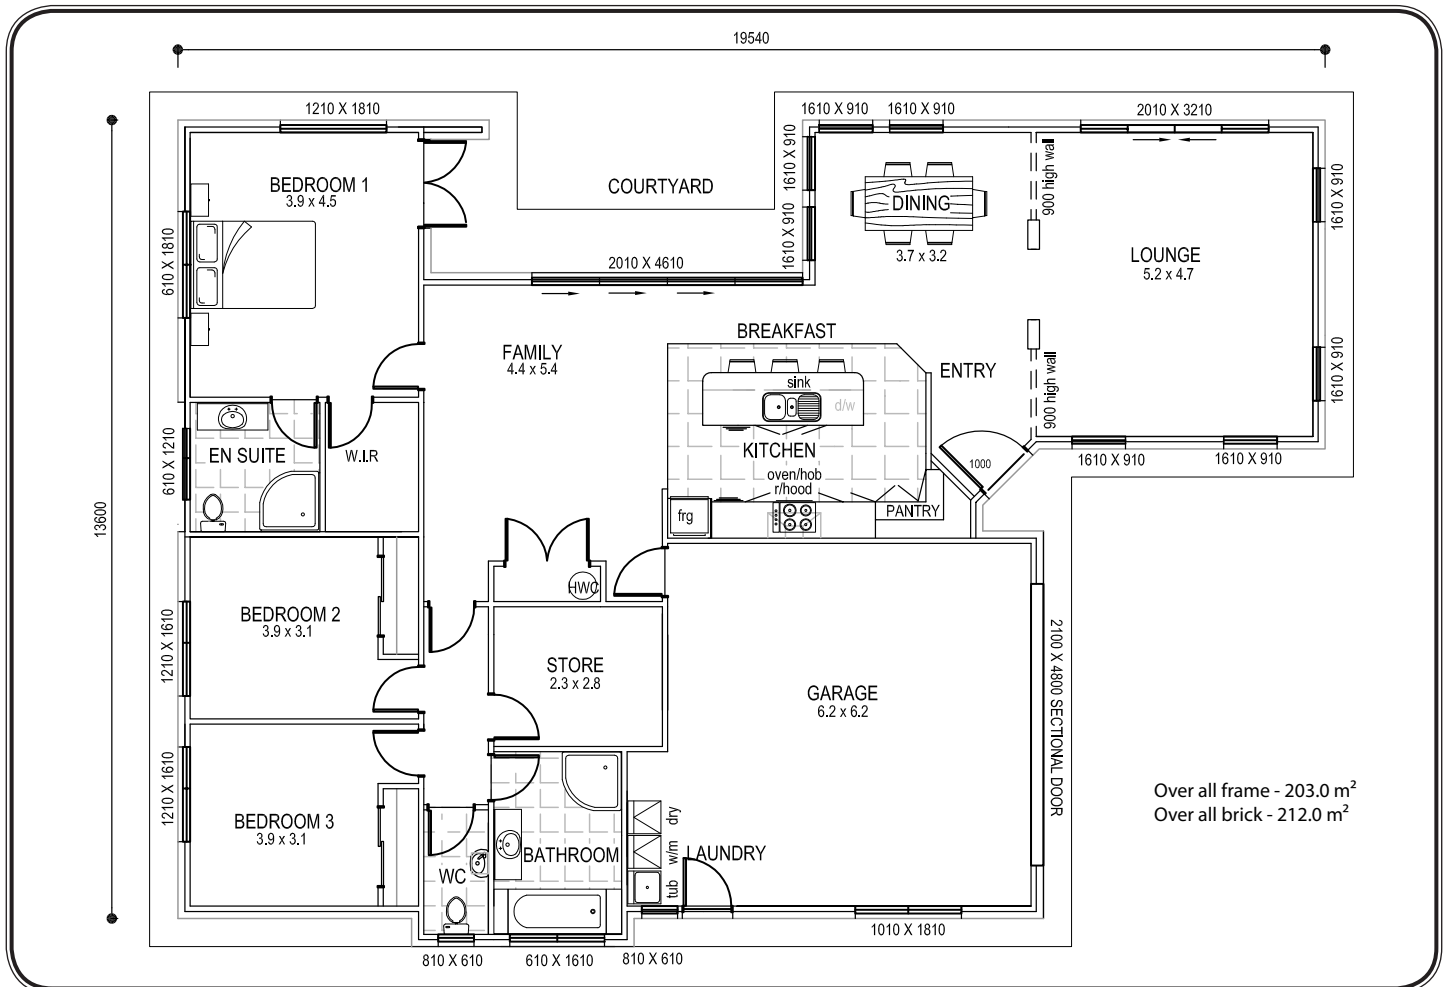 19540
1210 X 1810
1610 X 910
1610 X 910
2010 X 3210
BEDROOM 1
3.9 x 4.5
COURTYARD
1610 X 910
1610 X 910
DINING
3.7 x 3.2
900 high wall
LOUNGE
5.2 x 4.7
1610 X 910
610 X 1810
2010 X 4610
BREAKFAST
FAMILY
4.4 x 5.4
sink
d/w
ENTRY
900 high wall
1610 X 910
KITCHEN
oven/hob
r/hood
1000
1610 X 910
1610 X 910
610 X 1210
EN SUITE
W.I.R
frg
PANTRY
13600
HWC
BEDROOM 2
3.9 x 3.1
1210 X 1610
STORE
2.3 x 2.8
GARAGE
6.2 x 6.2
2100 X 4800 SECTIONAL DOOR
BEDROOM 3
3.9 x 3.1
1210 X 1610
WC
BATHROOM
dry
w/m
tub
LAUNDRY
Over all frame - 203.0 m²
Over all brick - 212.0 m²
810 X 610
610 X 1610
810 X 610
1010 X 1810